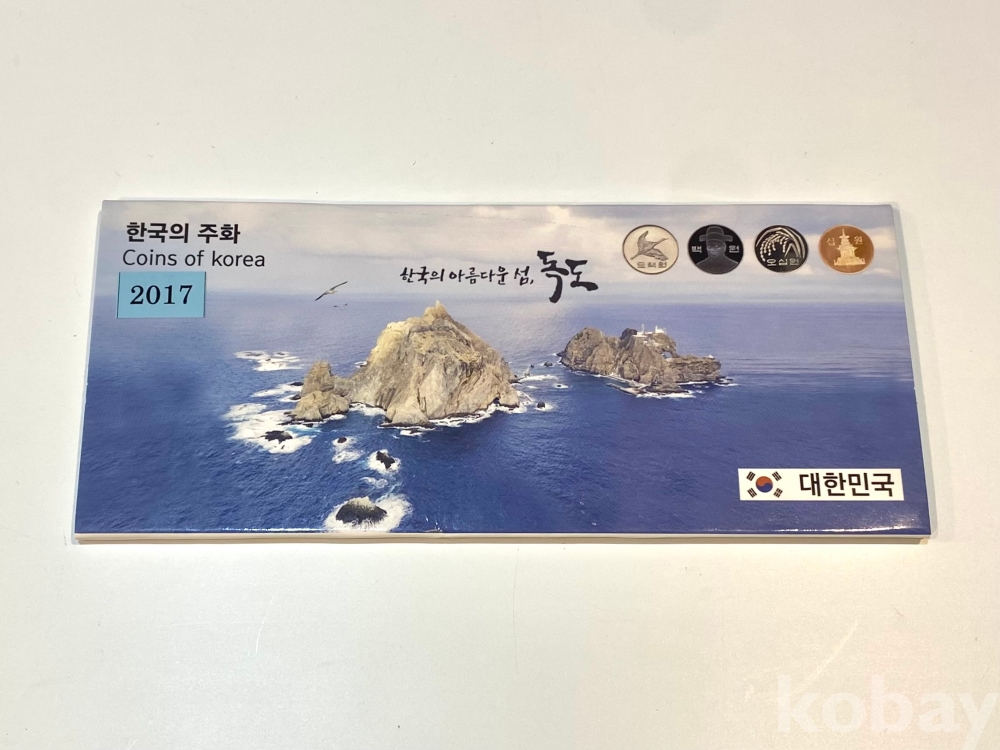 한국의 주화
Coins of korea
2017
한국의 아름다운 섬, 독도
오백원
백 원
오십원
십 원
대한민국
kobay